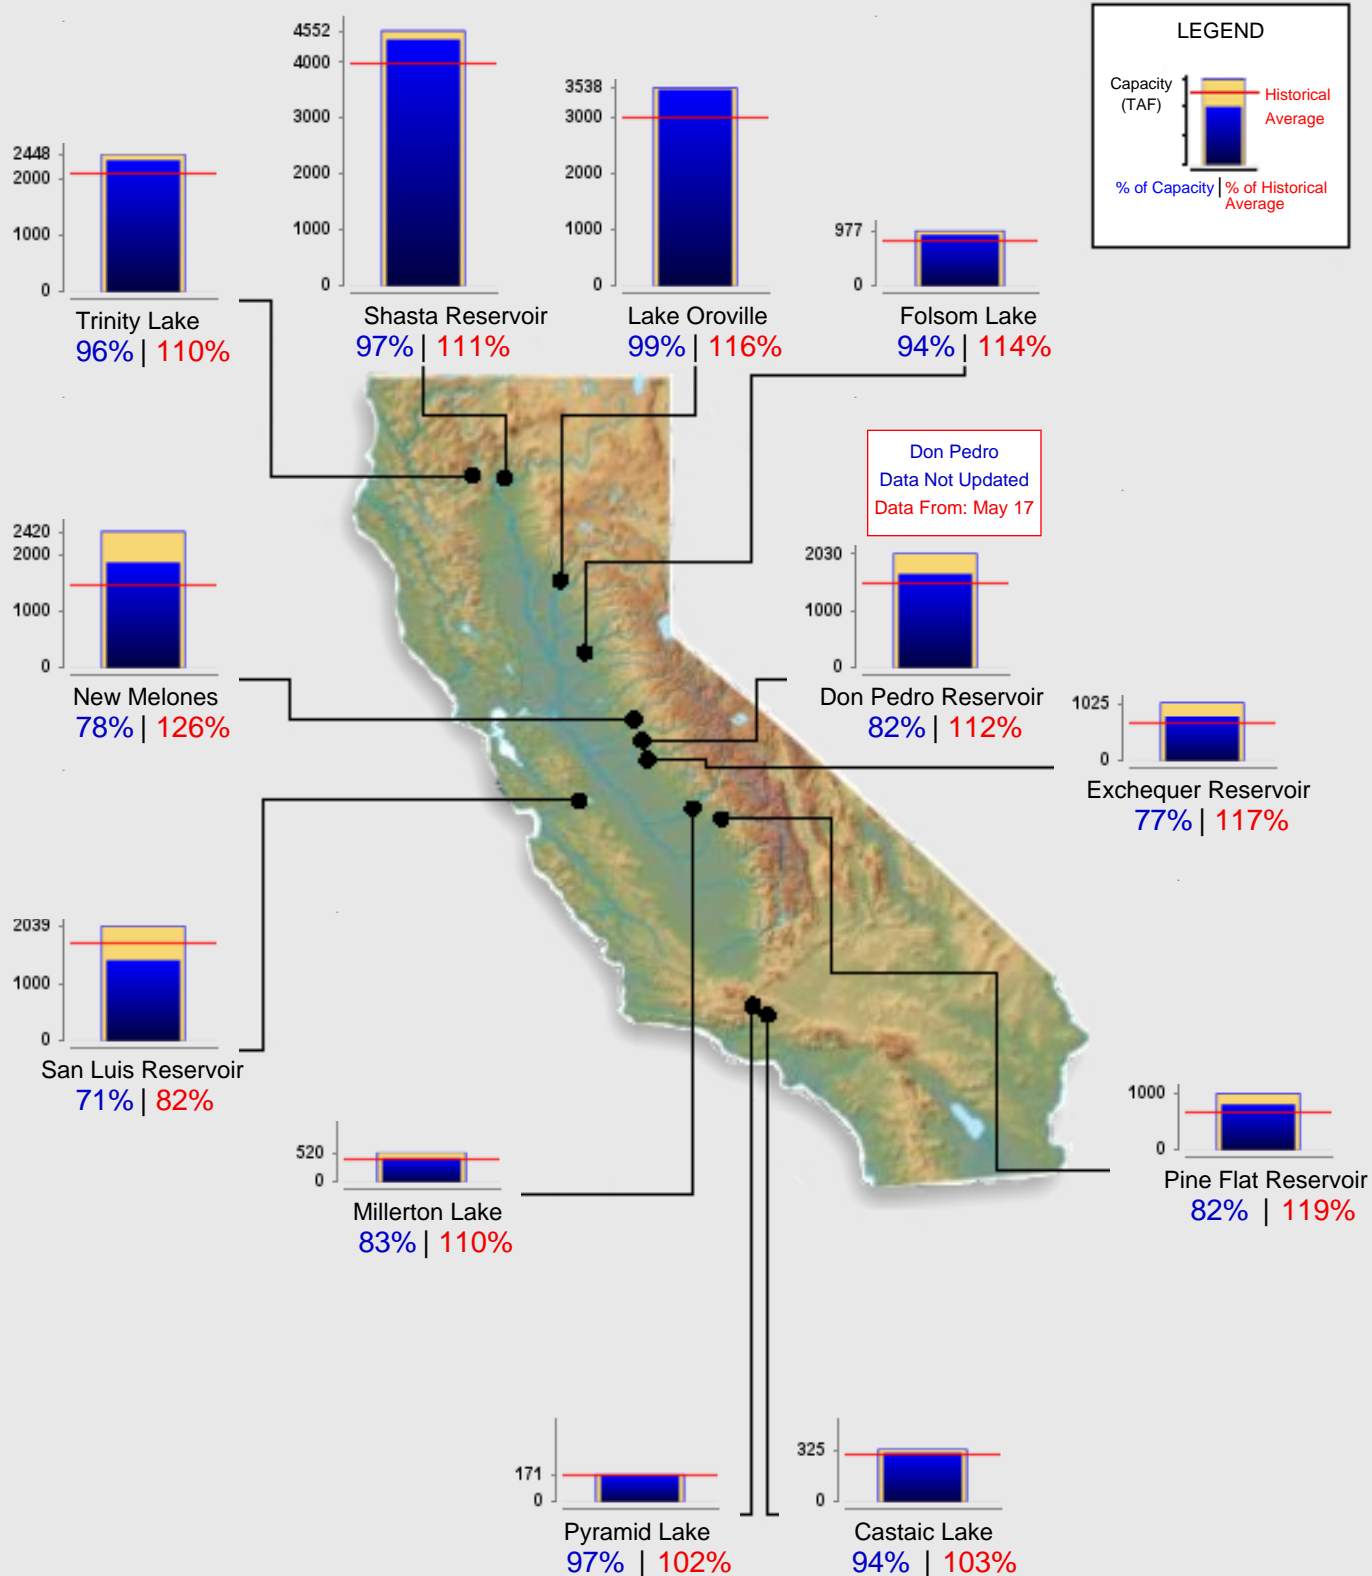 LEGEND
Capacity
(TAF)
Historical
Average
% of Capacity | % of Historical
Average
4552
4000
3000
2000
1000
0
Shasta Reservoir
97% | 111%
3538
3000
2000
1000
0
Lake Oroville
99% | 116%
977
0
Folsom Lake
94% | 114%
2448
2000
1000
0
Trinity Lake
96% | 110%
Don Pedro
Data Not Updated
Data From: May 17
2420
2000
1000
0
New Melones
78% | 126%
2030
1000
0
Don Pedro Reservoir
82% | 112%
1025
0
Exchequer Reservoir
77% | 117%
2039
1000
0
San Luis Reservoir
71% | 82%
520
0
Millerton Lake
83% | 110%
1000
0
Pine Flat Reservoir
82% | 119%
171
0
Pyramid Lake
97% | 102%
325
0
Castaic Lake
94% | 103%